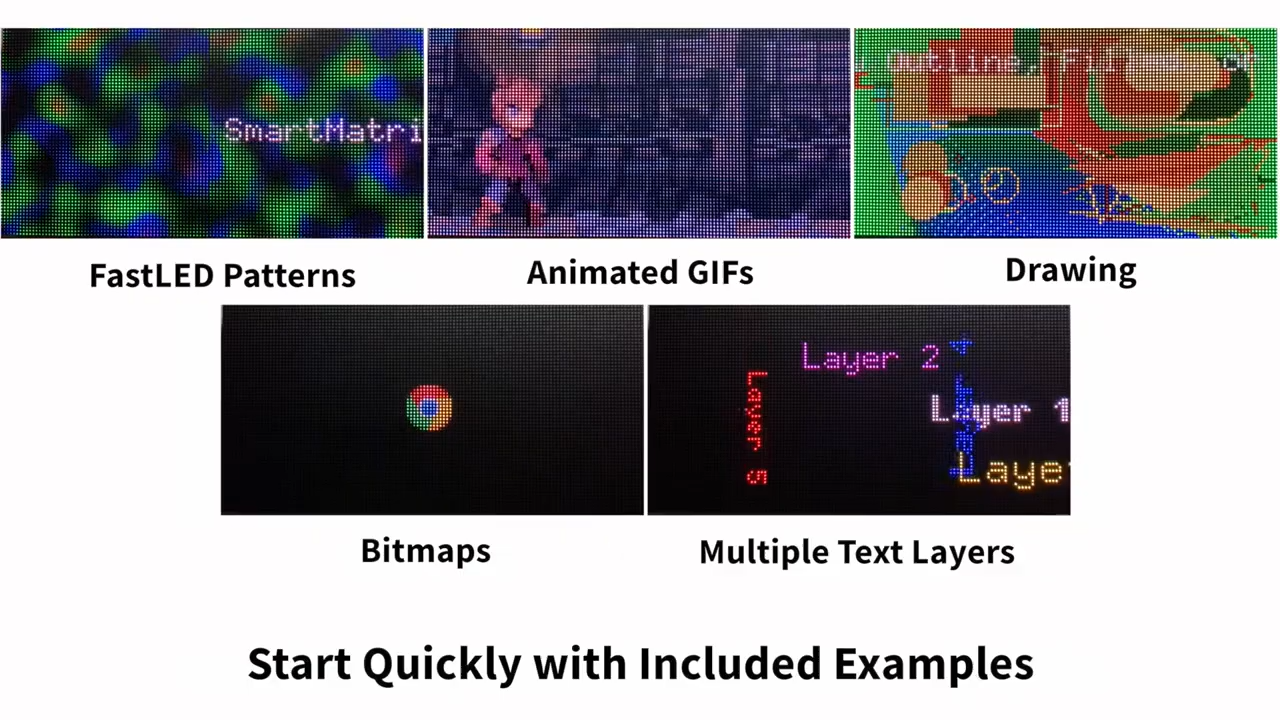 SmartMatri
Outline,
FastLED Patterns
Animated GIFs
Drawing
Layer 2
Layer 1
Layer 5
Laye
Bitmaps
Multiple Text Layers
Start Quickly with Included Examples